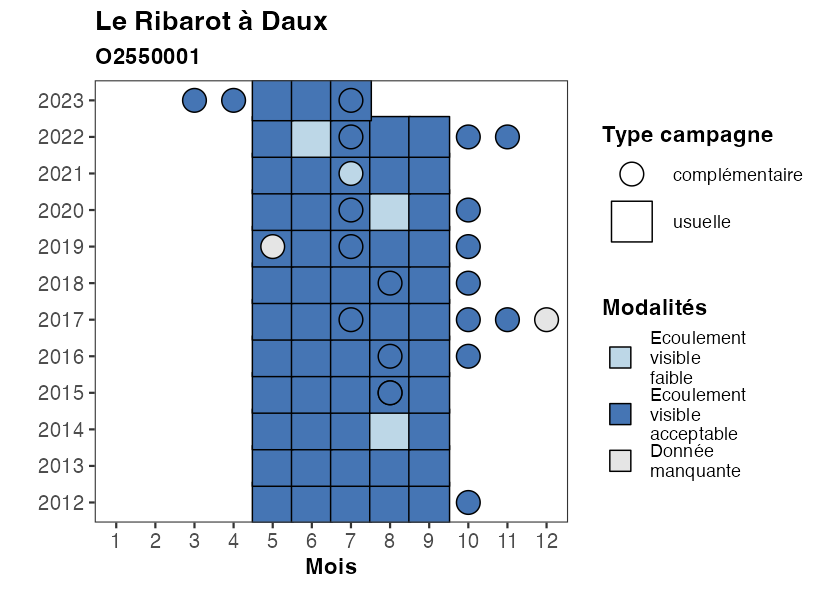 Le Ribarot à Daux
O2550001
2023
2022
2021
2020
2019
2018
2017
2016
2015
2014
2013
2012
1 2 3 4 5 6 7 8 9 10 11 12
Mois
Type campagne
complémentaire
usuelle
Modalités
Ecoulement
visible
faible
Ecoulement
visible
acceptable
Donnée
manquante